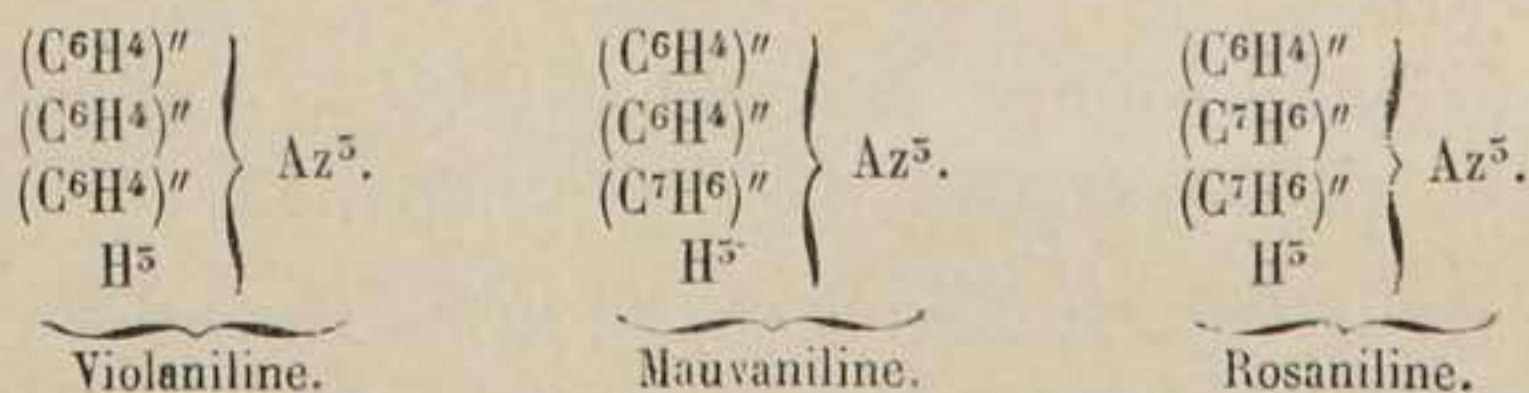 (C⁶H⁴)″ (C⁶H⁴)″ (C⁶H⁴)″
(C⁶H⁴)″ (C⁶H⁴)″ (C⁷H⁶)″
(C⁶H⁴)″ (C⁷H⁶)″ (C⁷H⁶)″
Az³. Az³. Az³.
H³ H³ H³
Violaniline. Mauvaniline. Rosaniline.